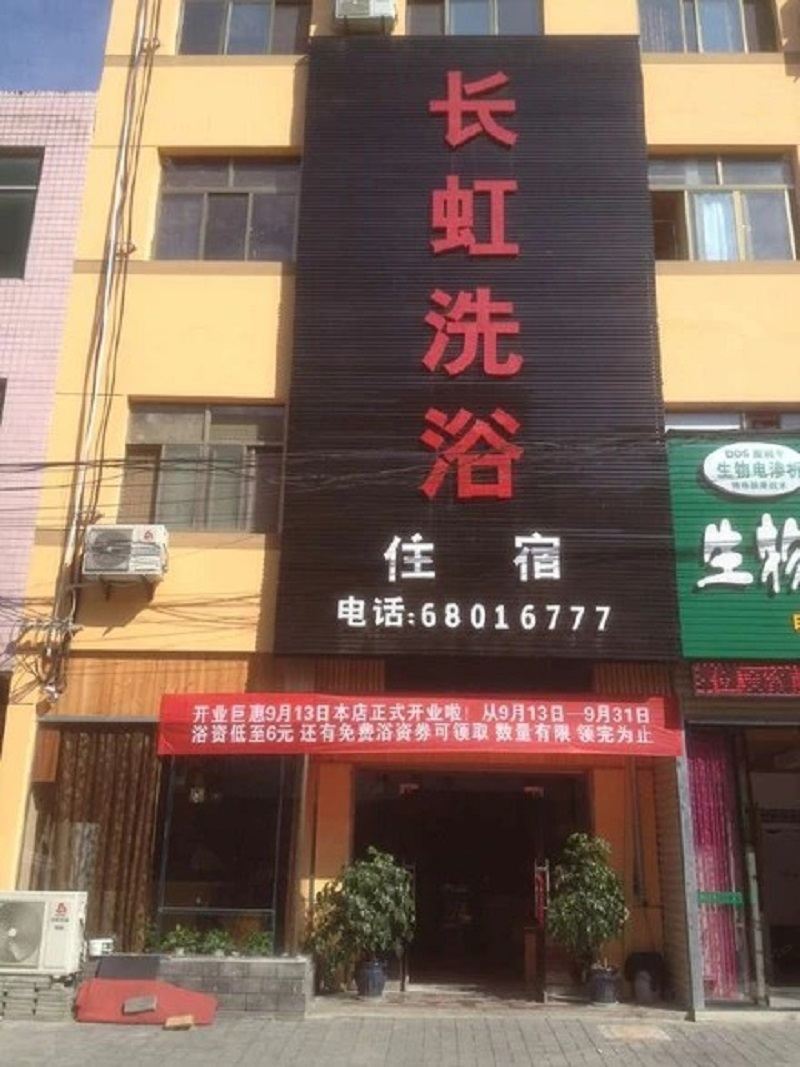 长虹洗浴
住宿
电话:68016777
开业巨惠9月13日本店正式开业啦! 从9月13日—9月31日
浴资低至6元 还有免费浴资券可领取 数量有限 领完为止
生物电渗析
生物